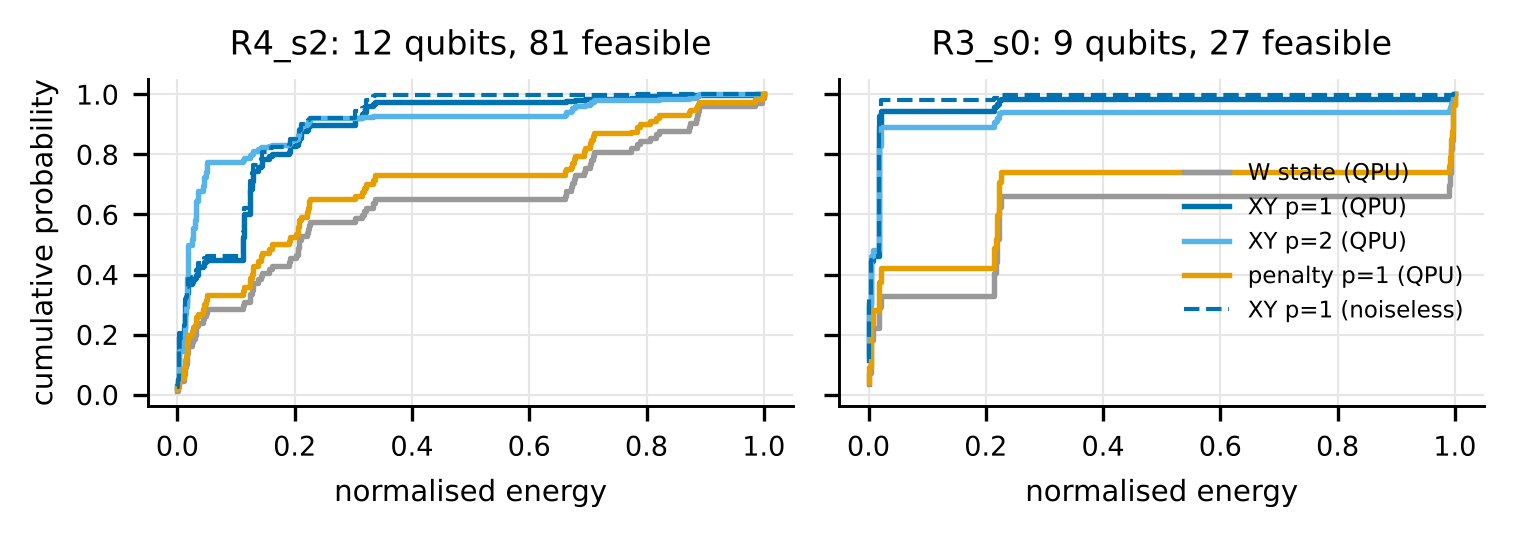 R4_s2: 12 qubits, 81 feasible
R3_s0: 9 qubits, 27 feasible
cumulative probability
1.0
0.8
0.6
0.4
0.2
0.0
W state (QPU)
XY p=1 (QPU)
XY p=2 (QPU)
penalty p=1 (QPU)
XY p=1 (noiseless)
0.0 0.2 0.4 0.6 0.8 1.0
0.0 0.2 0.4 0.6 0.8 1.0
normalised energy
normalised energy